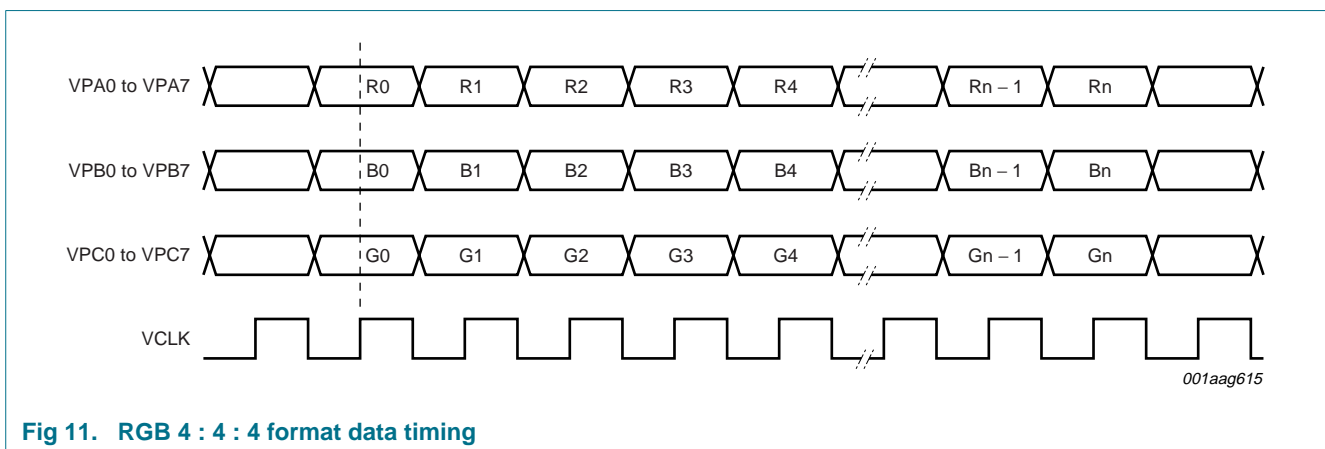 VPA0 to VPA7 R0 R1 R2 R3 R4 Rn − 1 Rn
VPB0 to VPB7 B0 B1 B2 B3 B4 Bn − 1 Bn
VPC0 to VPC7 G0 G1 G2 G3 G4 Gn − 1 Gn
VCLK
001aag615
Fig 11. RGB 4 : 4 : 4 format data timing